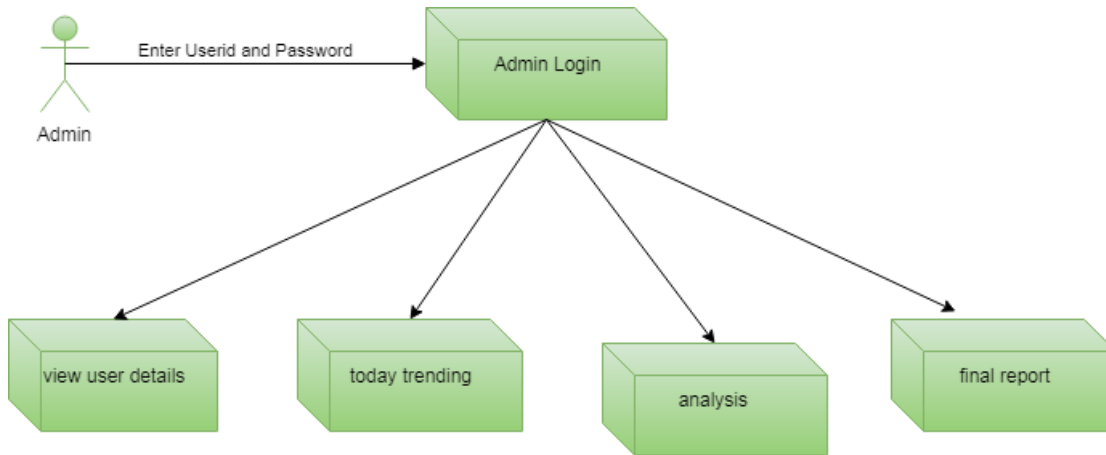 Enter Userid and Password
Admin Login
Admin
view user details
today trending
analysis
final report